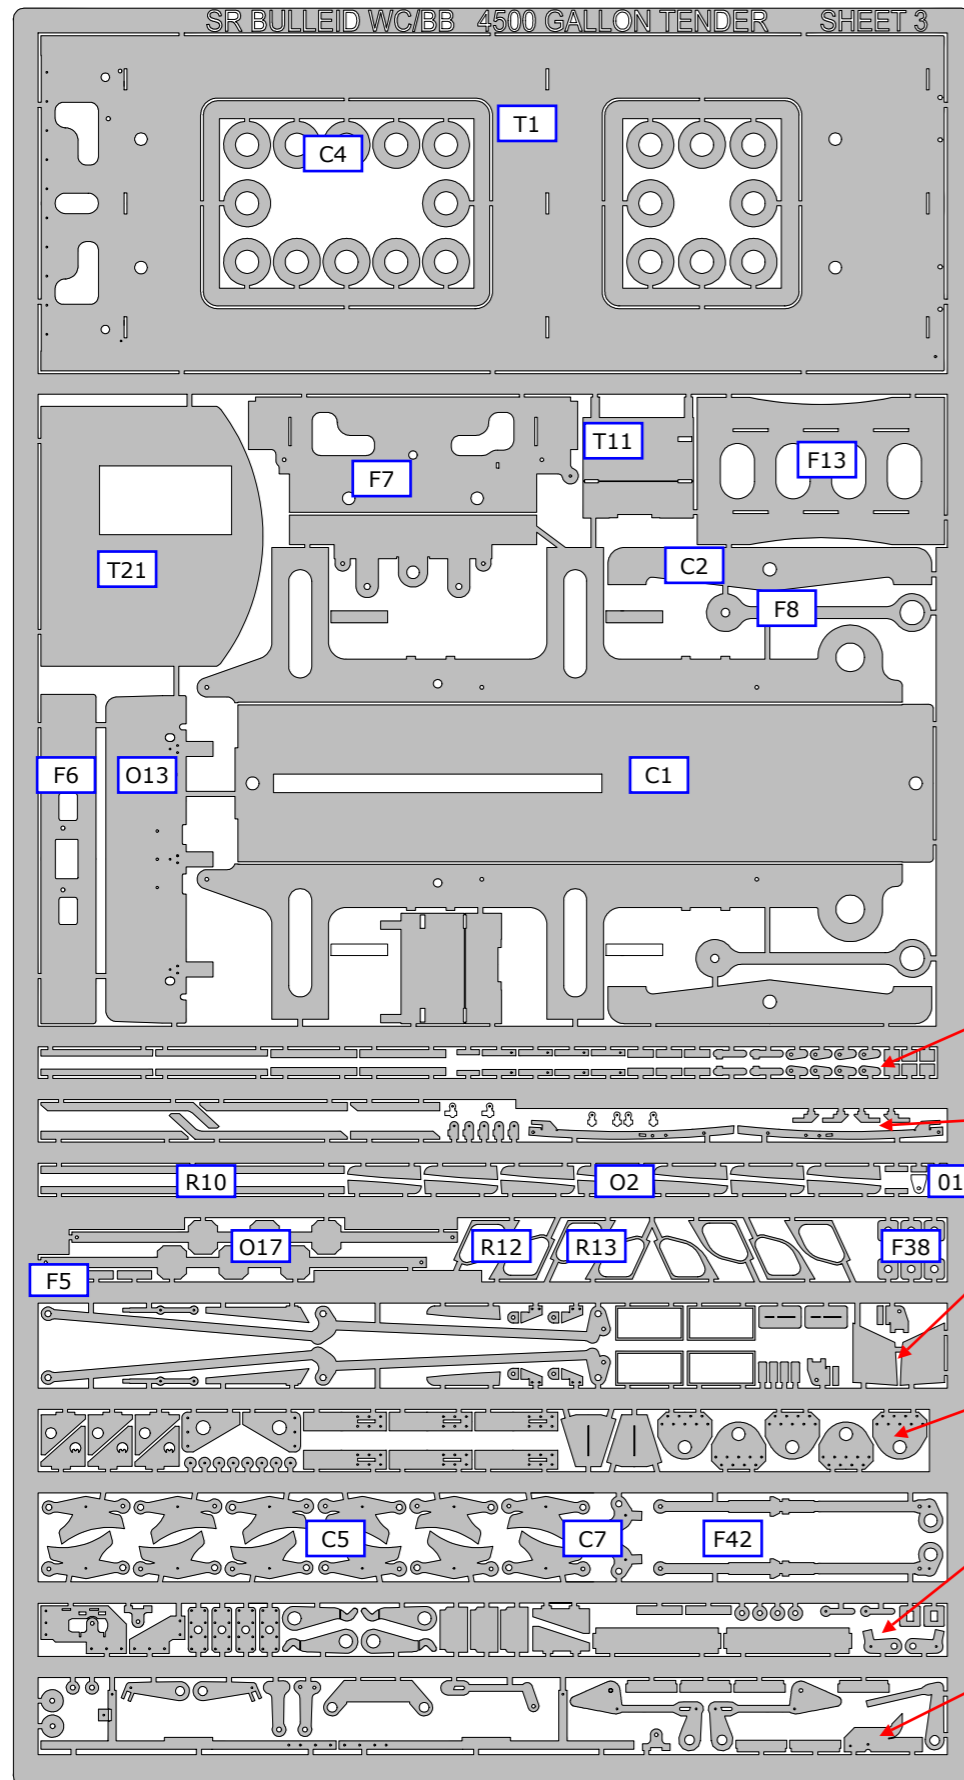 SR BULLEID WC/BB 4500 GALLON TENDER SHEET 3
T1
C4
T11
F13
F7
T21
C2
F8
F6
O13
C1
R10
O2
01
O17
R12
R13
F38
F5
C5
C7
F42